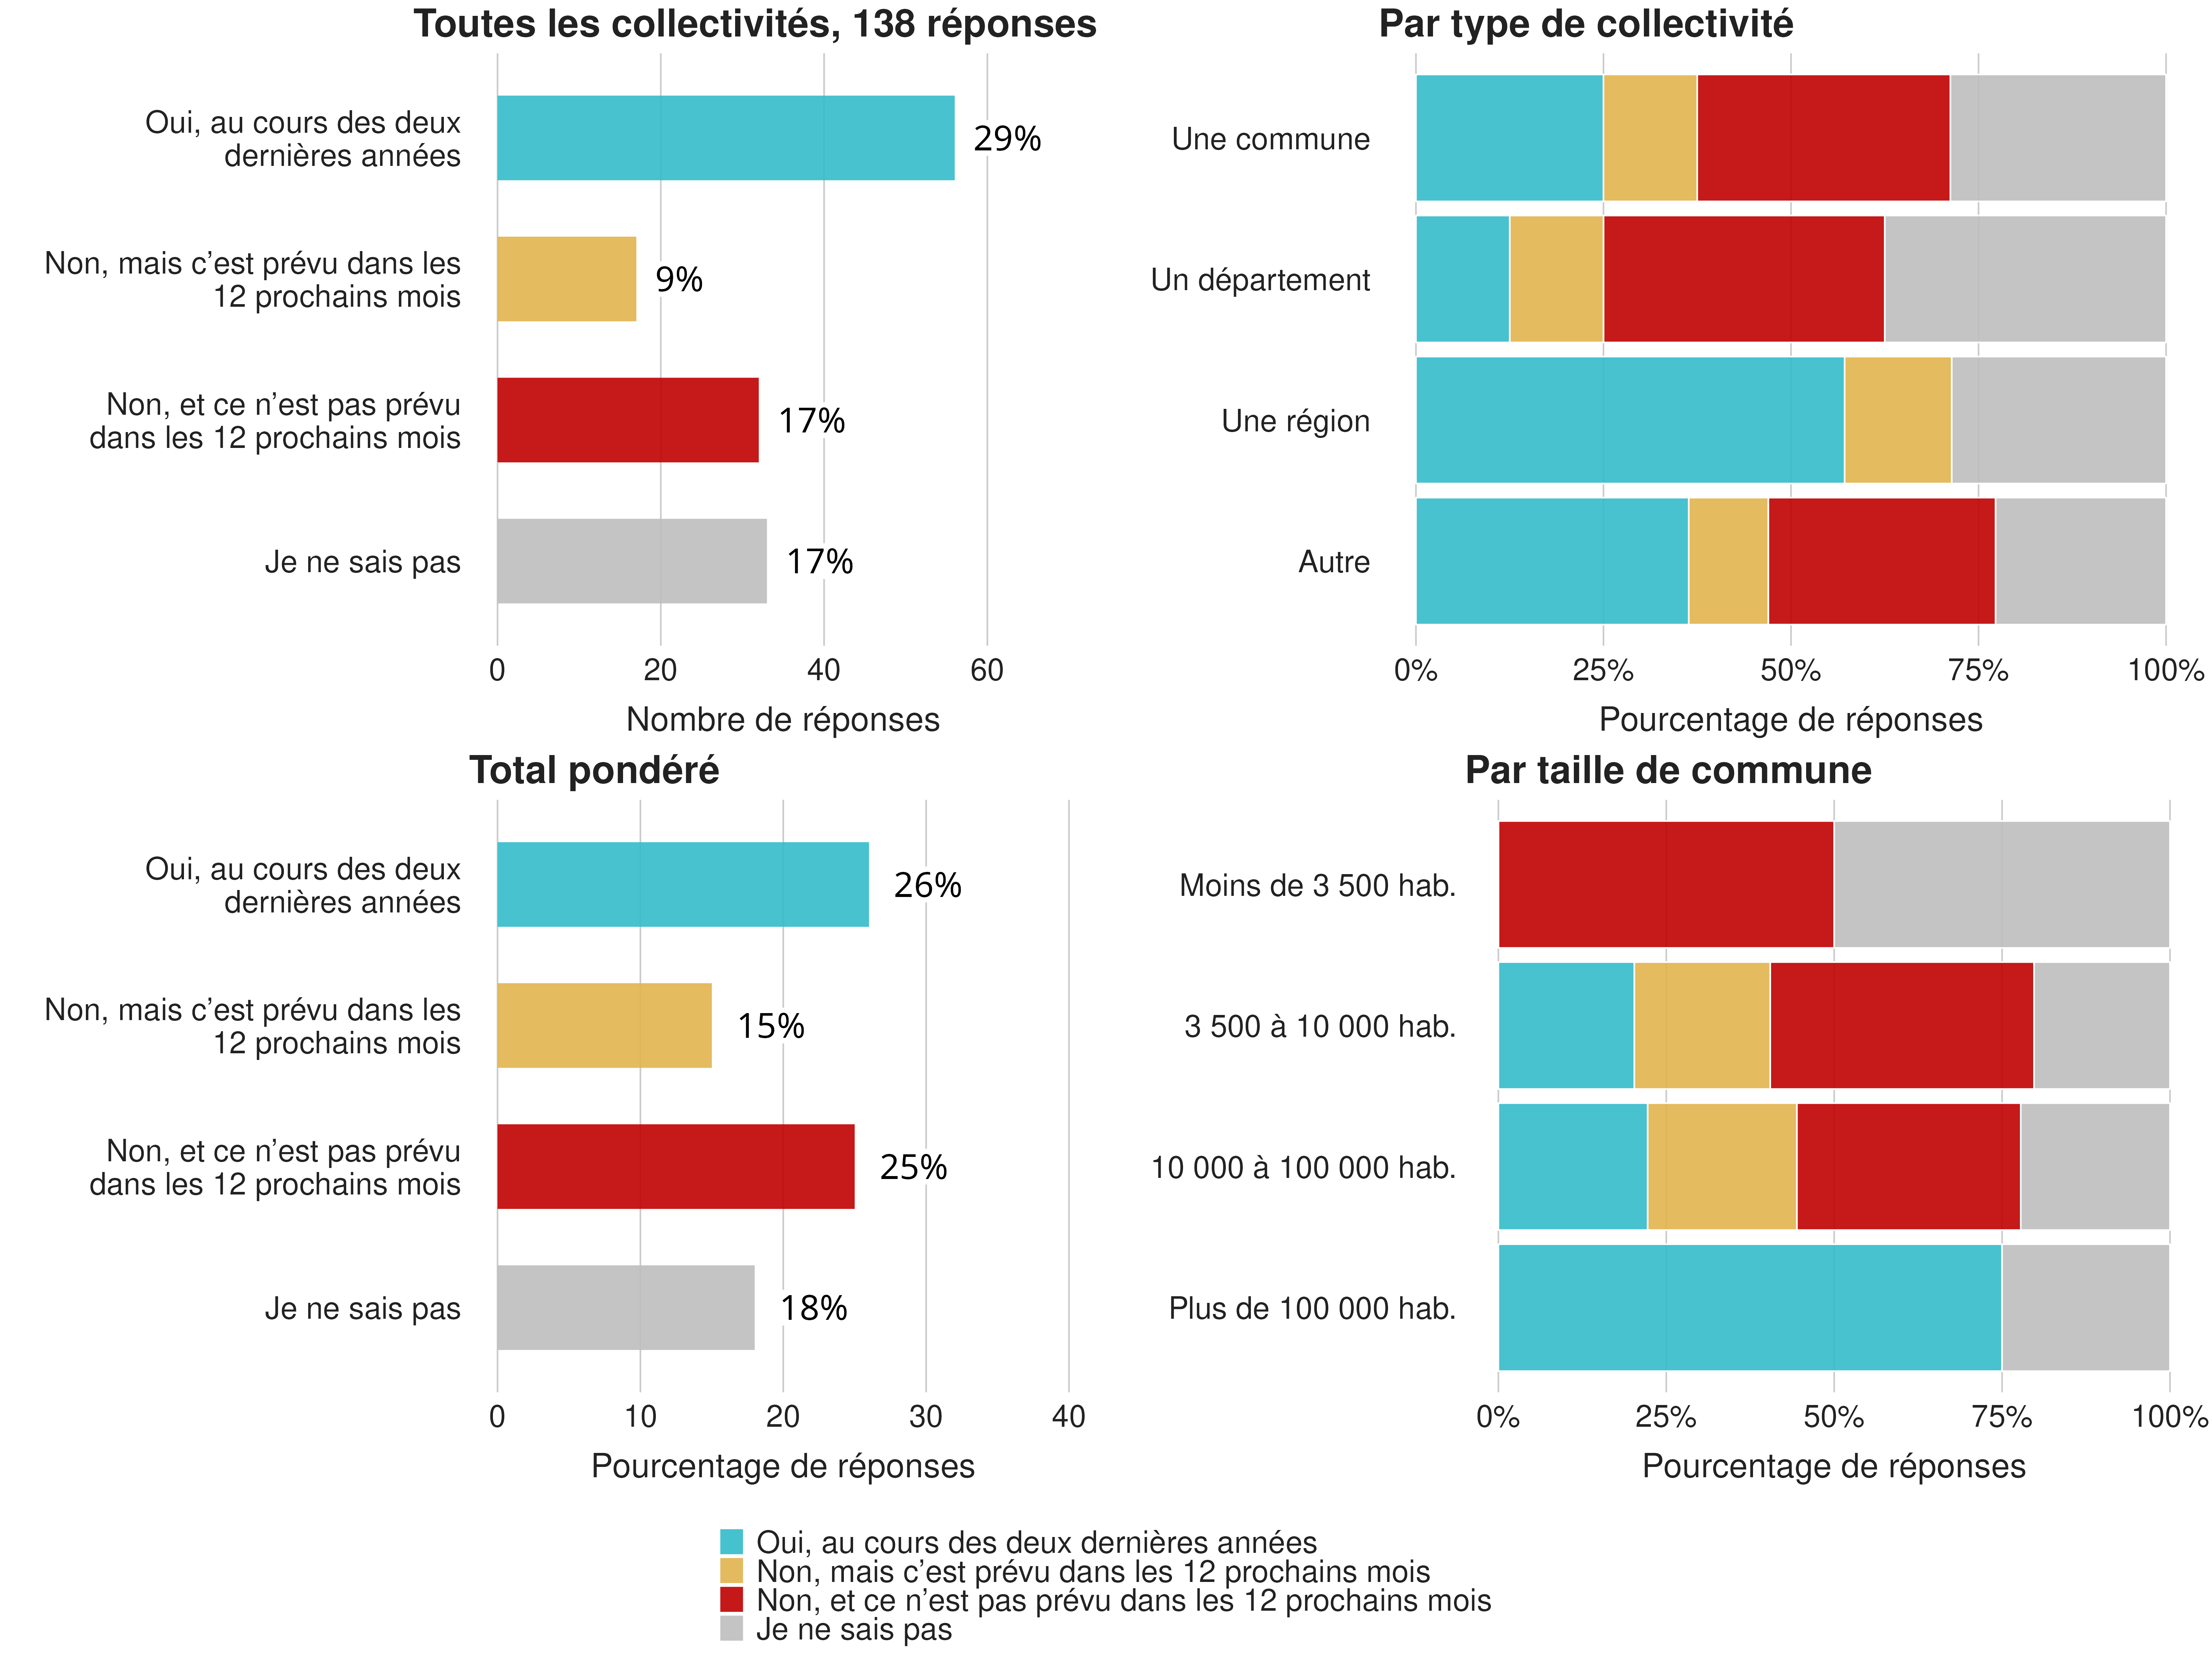 Toutes les collectivités, 138 réponses
Oui, au cours des deux
dernières années
29%
Non, mais c’est prévu dans les
12 prochains mois
9%
Non, et ce n’est pas prévu
dans les 12 prochains mois
17%
Je ne sais pas
17%
0 20 40 60
Nombre de réponses
Par type de collectivité
Une commune
Un département
Une région
Autre
0% 25% 50% 75% 100%
Pourcentage de réponses
Total pondéré
Oui, au cours des deux
dernières années
26%
Non, mais c’est prévu dans les
12 prochains mois
15%
Non, et ce n’est pas prévu
dans les 12 prochains mois
25%
Je ne sais pas
18%
0 10 20 30 40
Pourcentage de réponses
Par taille de commune
Moins de 3 500 hab.
3 500 à 10 000 hab.
10 000 à 100 000 hab.
Plus de 100 000 hab.
0% 25% 50% 75% 100%
Pourcentage de réponses
Oui, au cours des deux dernières années
Non, mais c’est prévu dans les 12 prochains mois
Non, et ce n’est pas prévu dans les 12 prochains mois
Je ne sais pas